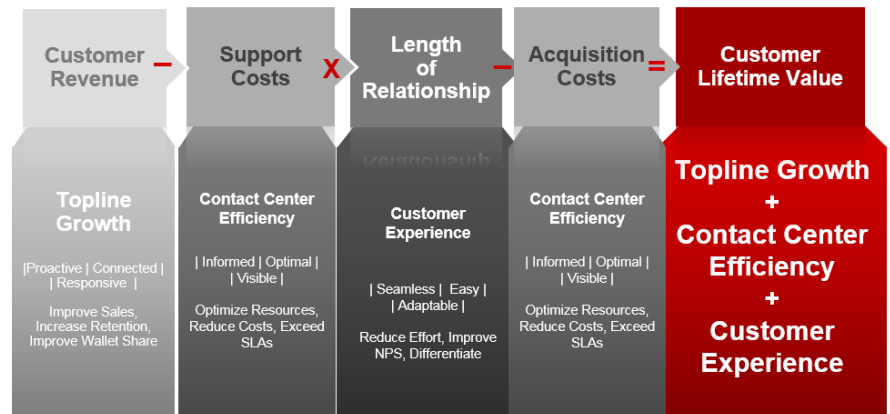 Customer
Revenue
−
Support
Costs
x
Length
of
Relationship
−
Acquisition
Costs
=
Customer
Lifetime Value
Topline
Growth
|Proactive | Connected |
| Responsive |
Improve Sales,
Increase Retention,
Improve Wallet Share
Contact Center
Efficiency
| Informed | Optimal |
| Visible |
Optimize Resources,
Reduce Costs, Exceed
SLAs
Relationship
Customer
Experience
| Seamless | Easy |
| Adaptable |
Reduce Effort, Improve
NPS, Differentiate
Contact Center
Efficiency
| Informed | Optimal |
| Visible |
Optimize Resources,
Reduce Costs, Exceed
SLAs
Topline Growth
+
Contact Center
Efficiency
+
Customer
Experience